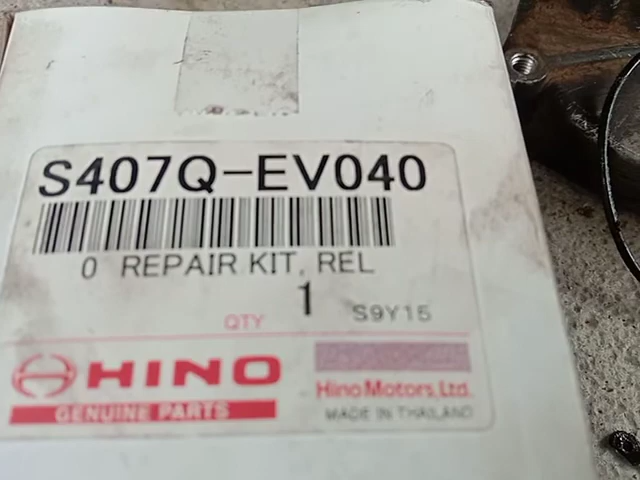 S407Q-EV040
0 REPAIR KIT, REL
1
QTY
S9Y15
HINO
GENUINE PARTS
Hino Motors, Ltd.
MADE IN THAILAND